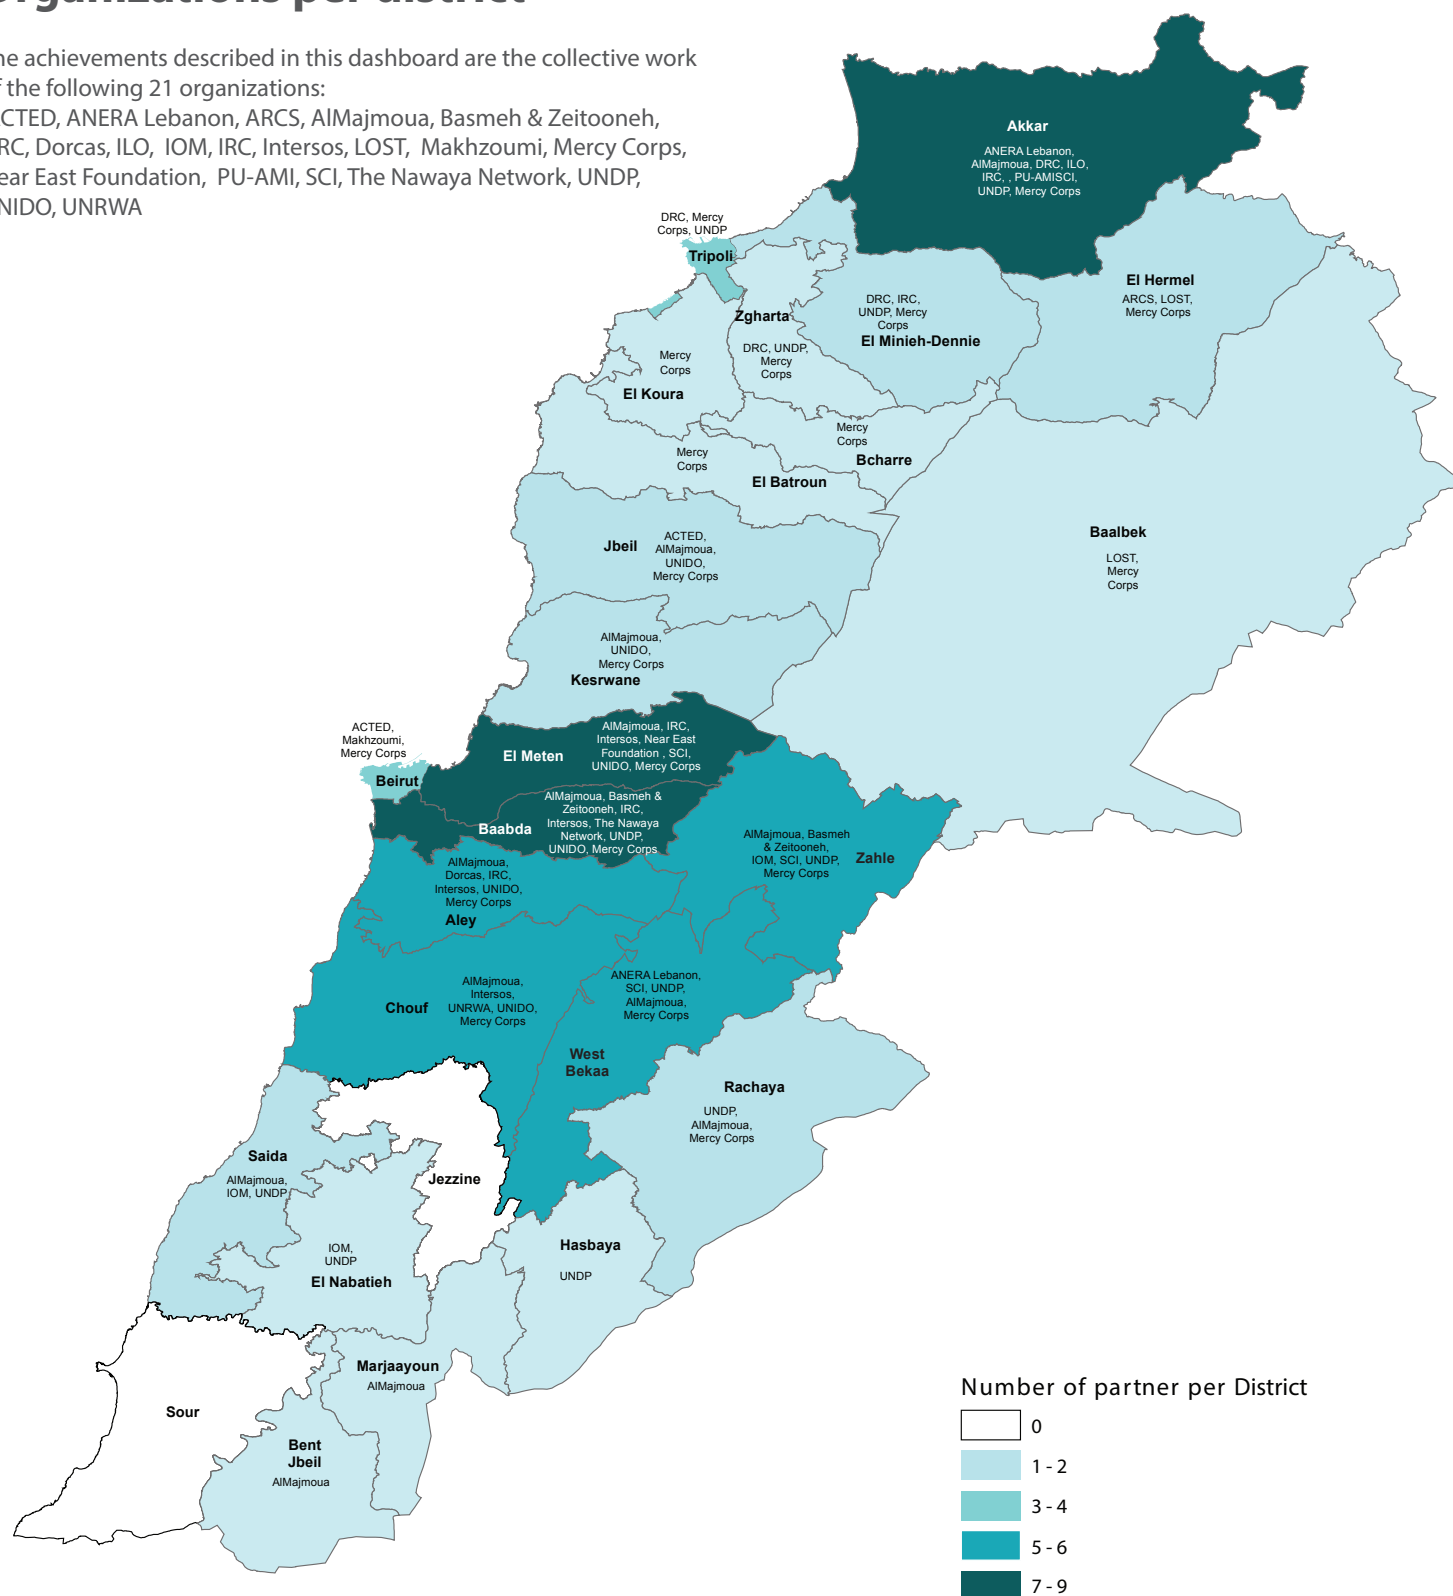 rganizations per district
he achievements described in this dashboard are the collective work
f the following 21 organizations:
CTED, ANERA Lebanon, ARCS, AlMajmoua, Basmeh & Zeitooneh,
RC, Dorcas, ILO, IOM, IRC, Intersos, LOST, Makhzoumi, Mercy Corps,
ear East Foundation, PU-AMI, SCI, The Nawaya Network, UNDP,
NIDO, UNRWA
Akkar
ANERA Lebanon,
AlMajmoua, DRC, ILO,
IRC, , PU-AMISCI,
UNDP, Mercy Corps
DRC, Mercy
Corps, UNDP
Tripoli
El Hermel
ARCS, LOST,
Mercy Corps
DRC, IRC,
UNDP, Mercy
Corps
El Minieh-Dennie
Zgharta
DRC, UNDP,
Mercy
Corps
Mercy
Corps
El Koura
Mercy
Corps
Bcharre
Mercy
Corps
El Batroun
Baalbek
LOST,
Mercy
Corps
Jbeil
ACTED,
AlMajmoua,
UNIDO,
Mercy Corps
AlMajmoua,
UNIDO,
Mercy Corps
Kesrwane
ACTED,
Makhzoumi,
Mercy Corps
Beirut
El Meten
AlMajmoua, IRC,
Intersos, Near East
Foundation , SCI,
UNIDO, Mercy Corps
Baabda
AlMajmoua, Basmeh &
Zeitooneh, IRC,
Intersos, The Nawaya
Network, UNDP,
UNIDO, Mercy Corps
AlMajmoua, Basmeh
& Zeitooneh,
IOM, SCI, UNDP,
Mercy Corps
Zahle
AlMajmoua,
Dorcas, IRC,
Intersos, UNIDO,
Mercy Corps
Aley
Chouf
AlMajmoua,
Intersos,
UNRWA, UNIDO,
Mercy Corps
ANERA Lebanon,
SCI, UNDP,
AlMajmoua,
Mercy Corps
West
Bekaa
Rachaya
UNDP,
AlMajmoua,
Mercy Corps
Saida
AlMajmoua,
IOM, UNDP
Jezzine
IOM,
UNDP
El Nabatieh
Hasbaya
UNDP
Marjaayoun
AlMajmoua
Sour
Bent
Jbeil
AlMajmoua
Number of partner per District
0
1 - 2
3 - 4
5 - 6
7 - 9